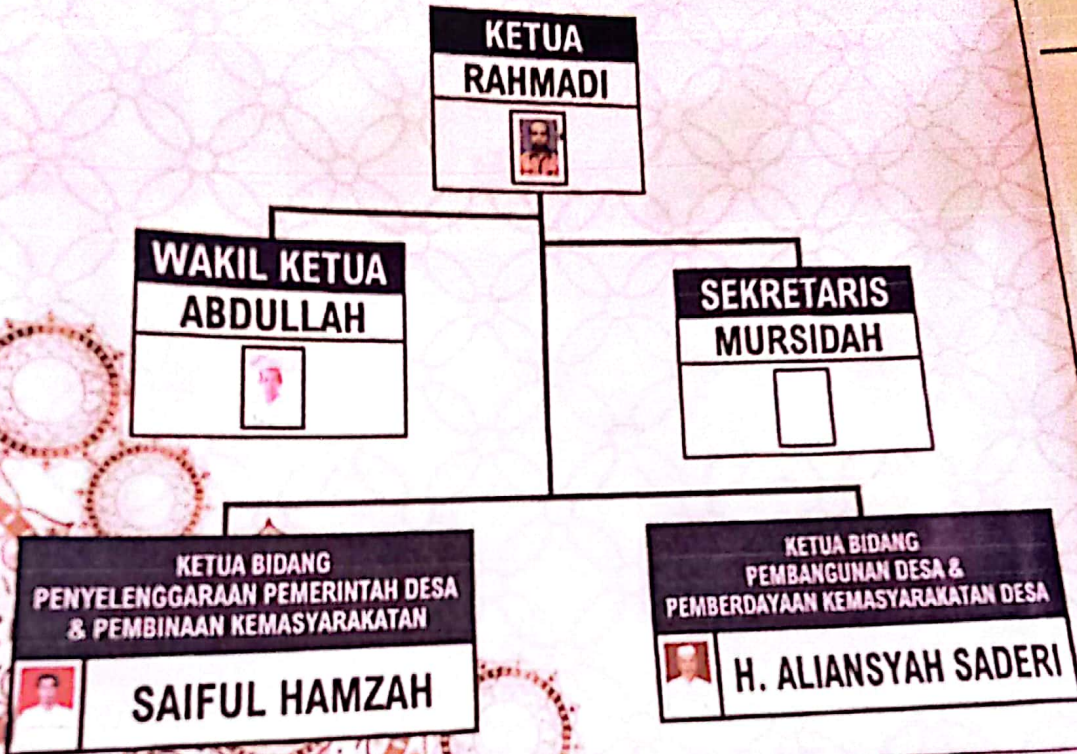 KETUA
RAHMADI
WAKIL KETUA
ABDULLAH
SEKRETARIS
MURSIDAH
KETUA BIDANG
PENYELENGGARAAN PEMERINTAH DESA
& PEMBINAAN KEMASYARAKATAN
SAIFUL HAMZAH
KETUA BIDANG
PEMBANGUNAN DESA &
PEMBERDAYAAN KEMASYARAKATAN DESA
H. ALIANSYAH SADERI